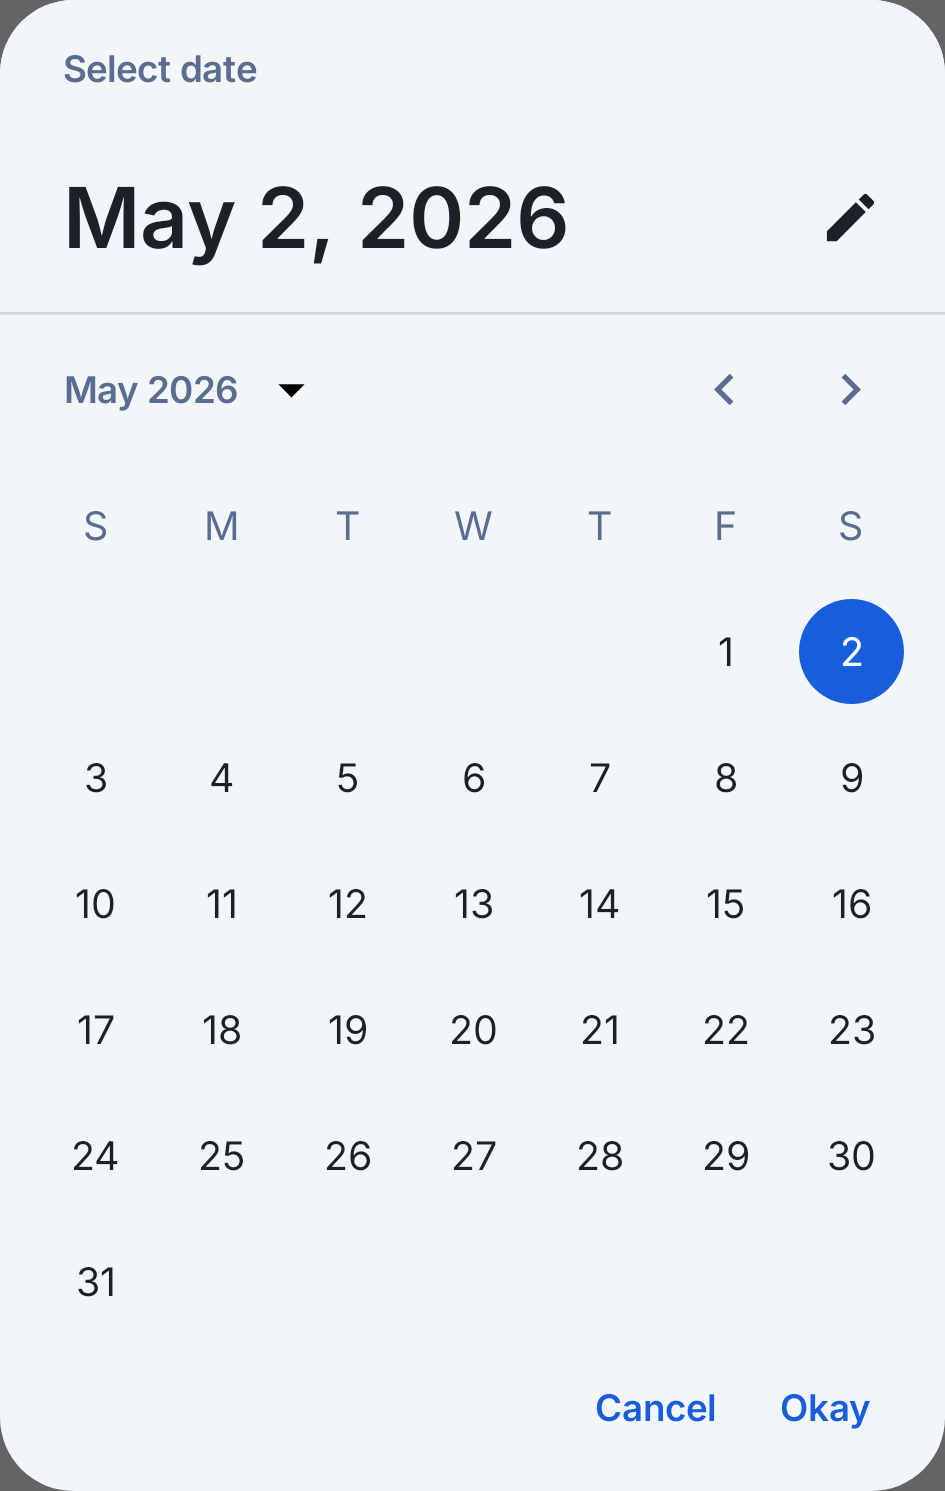 Select date
May 2, 2026
May 2026
S M T W T F S
1 2
3 4 5 6 7 8 9
10 11 12 13 14 15 16
17 18 19 20 21 22 23
24 25 26 27 28 29 30
31
Cancel Okay